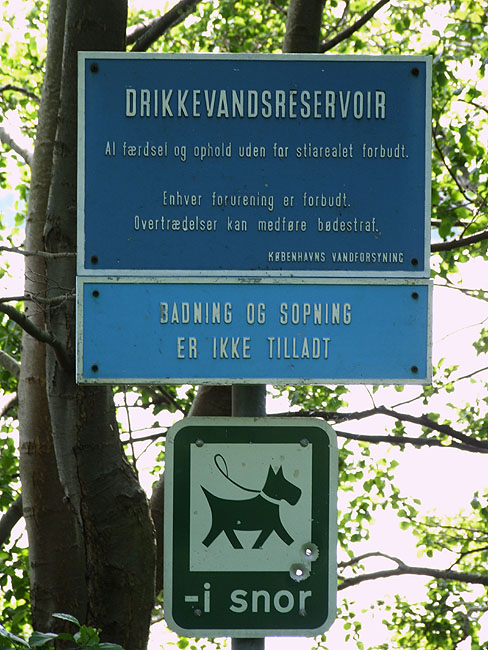 DRIKKEVANDSRESERVOIR
Al færdsel og ophold uden for stiarealet forbudt.
Enhver forurening er forbudt.
Overtrædelser kan medføre bødestraf.
KØBENHAVNS VANDFORSYNING
BADNING OG SOPNING
ER IKKE TILLADT
-i snor